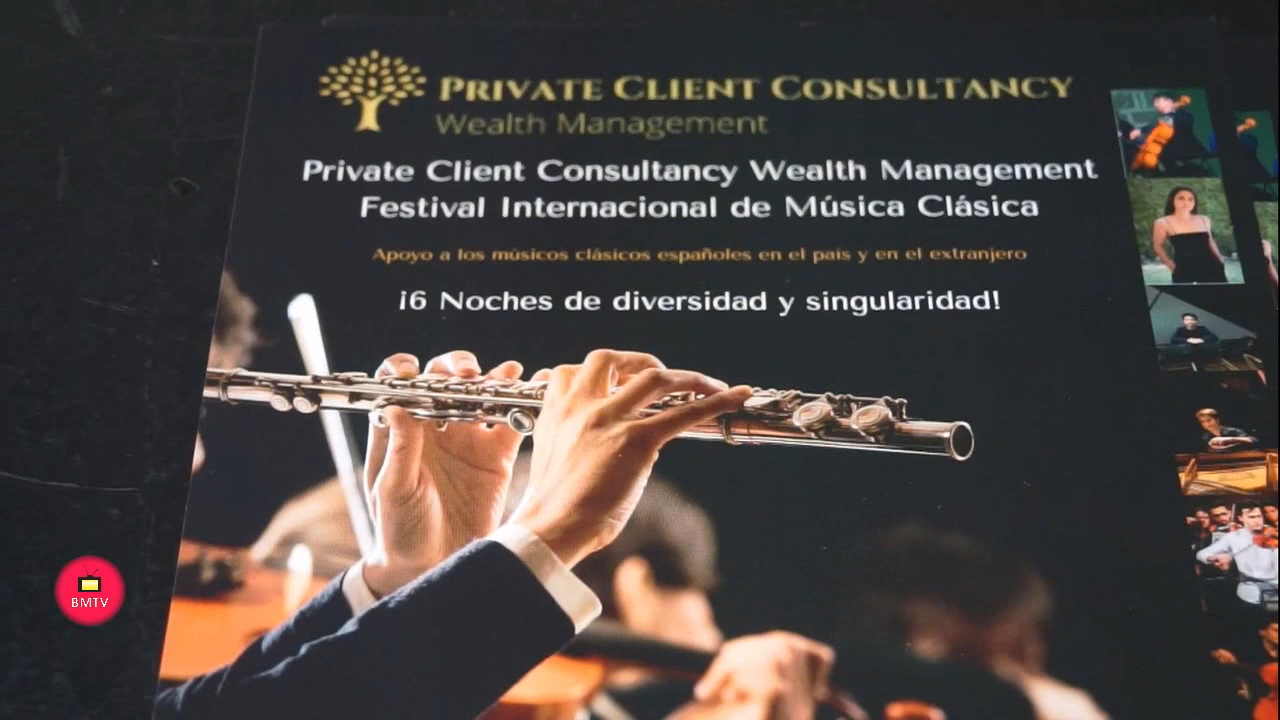 PRIVATE CLIENT CONSULTANCY
Wealth Management
Private Client Consultancy Wealth Management
Festival Internacional de Música Clásica
Apoyo a los músicos clásicos españoles en el país y en el extranjero
¡6 Noches de diversidad y singularidad!
BMTV